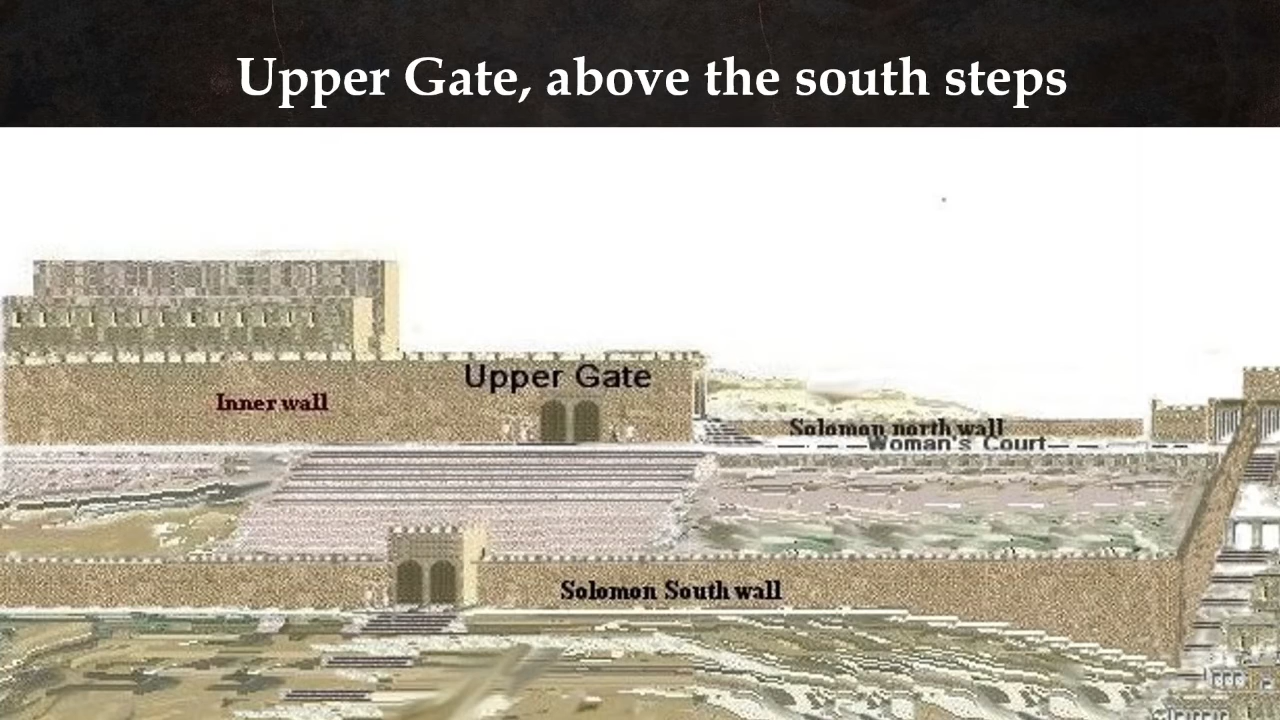 Upper Gate, above the south steps
Upper Gate
Inner wall
Solomon north wall
Woman's Court
Solomon South wall